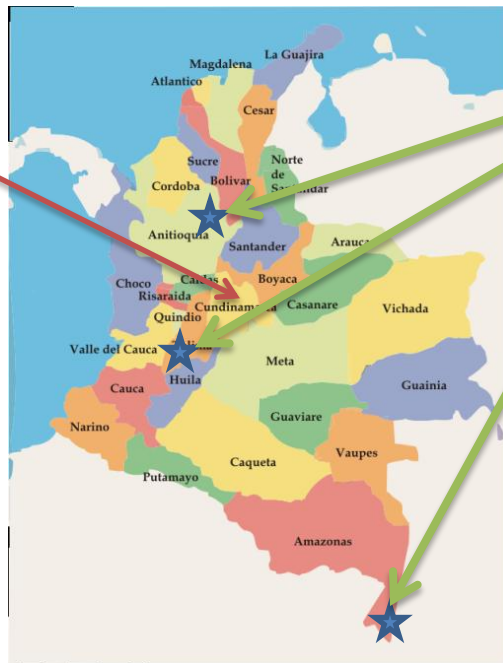 La Guajira
Magdalena
Atlantico
Cesar
Sucre
Norte
de
Bolivar
Cordoba
Anitioquia
Santander
Arauca
Boyaca
Choco
Caldas
Risaraida
Cundinamarca
Casanare
Vichada
Quindio
Valle del Cauca
Meta
Huila
Guainia
Cauca
Guaviare
Narino
Vaupes
Caqueta
Putamayo
Amazonas